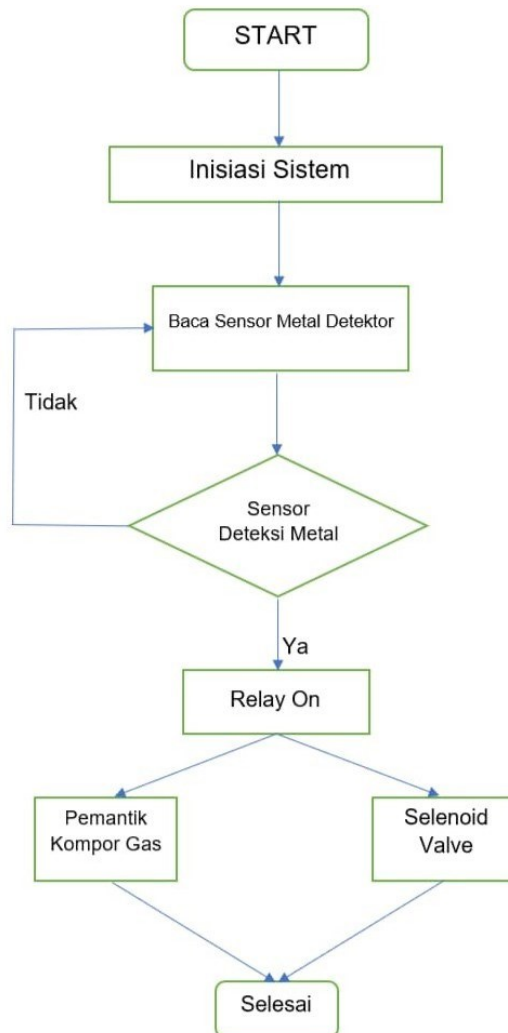 START
Inisiasi Sistem
Baca Sensor Metal Detektor
Tidak
Sensor
Deteksi Metal
Ya
Relay On
Pemantik
Kompor Gas
Selenoid
Valve
Selesai